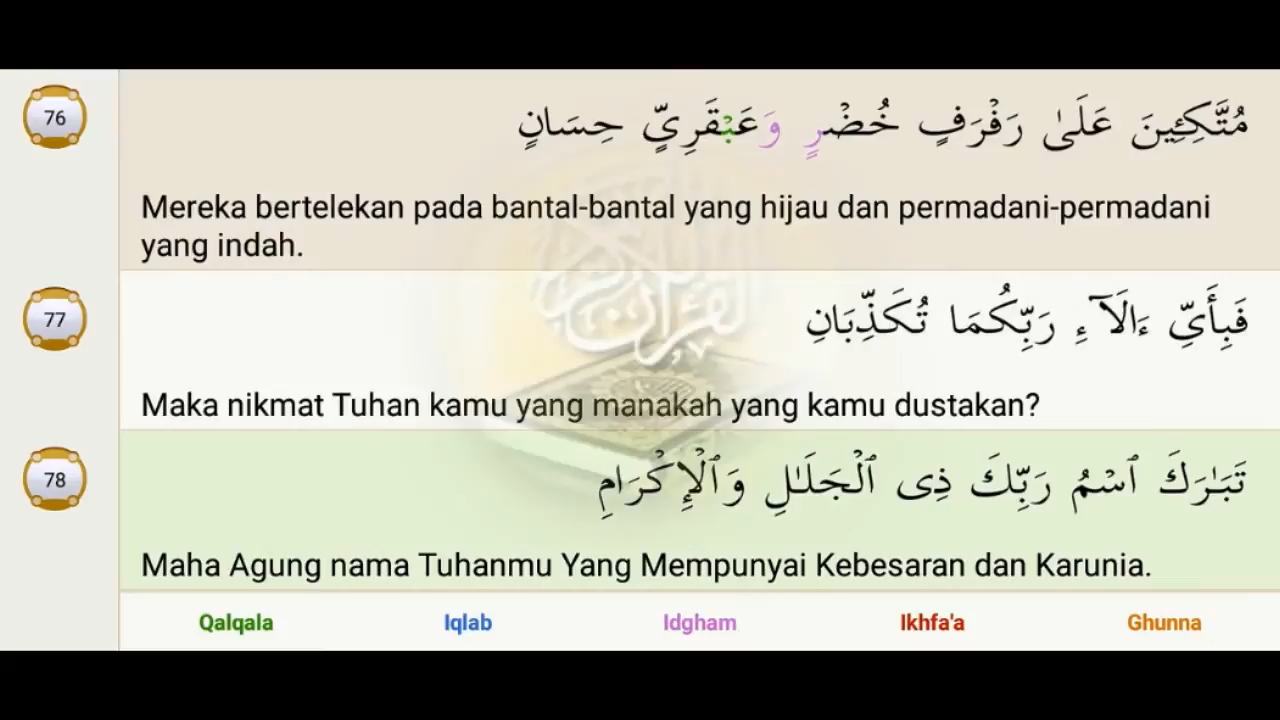 76
مُتَّكِـِٔينَ عَلَىٰ رَفْرَفٍ خُضْرٍ وَعَبْقَرِىٍّ حِسَانٍ
Mereka bertelekan pada bantal-bantal yang hijau dan permadani-permadani
yang indah.
77
فَبِأَىِّ ءَالَآءِ رَبِّكُمَا تُكَذِّبَانِ
Maka nikmat Tuhan kamu yang manakah yang kamu dustakan?
78
تَبَـٰرَكَ ٱسْمُ رَبِّكَ ذِى ٱلْجَلَـٰلِ وَٱلْإِكْرَامِ
Maha Agung nama Tuhanmu Yang Mempunyai Kebesaran dan Karunia.
Qalqala Iqlab Idgham Ikhfa'a Ghunna